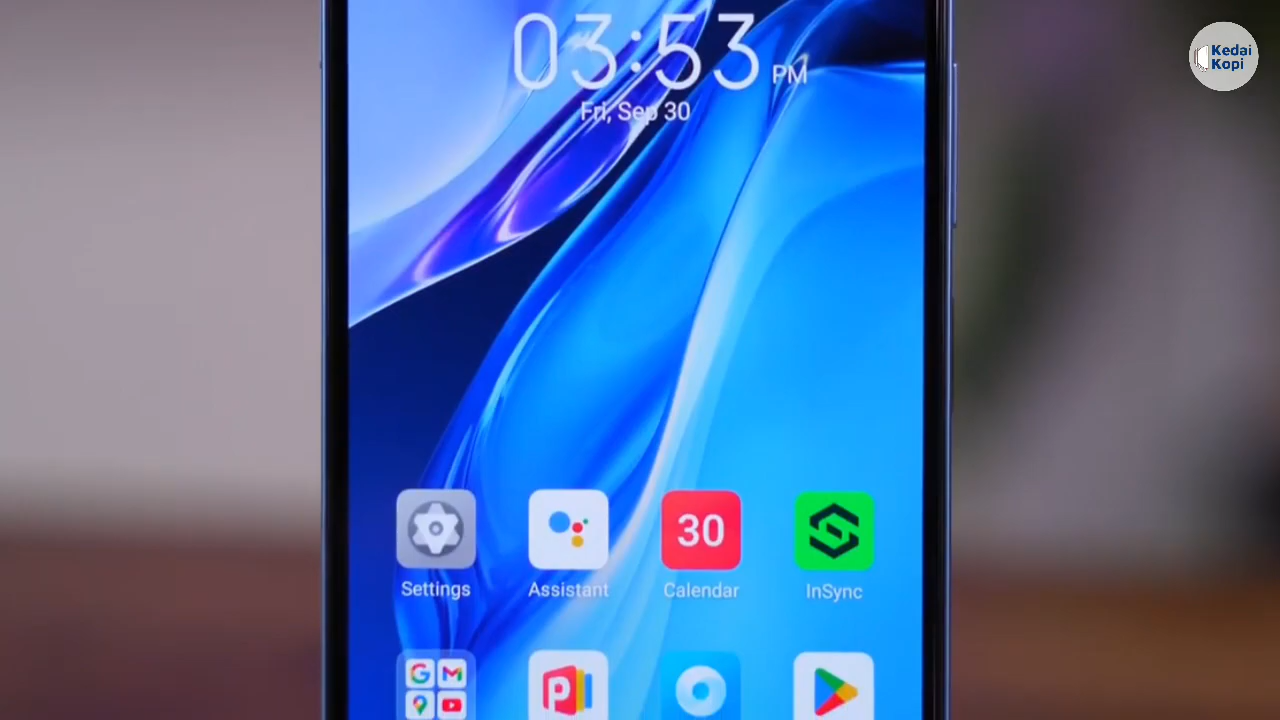 03:53 PM
Fri, Sep 30
Kedai
Kopi
30
Settings
Assistant
Calendar
InSync
G
P